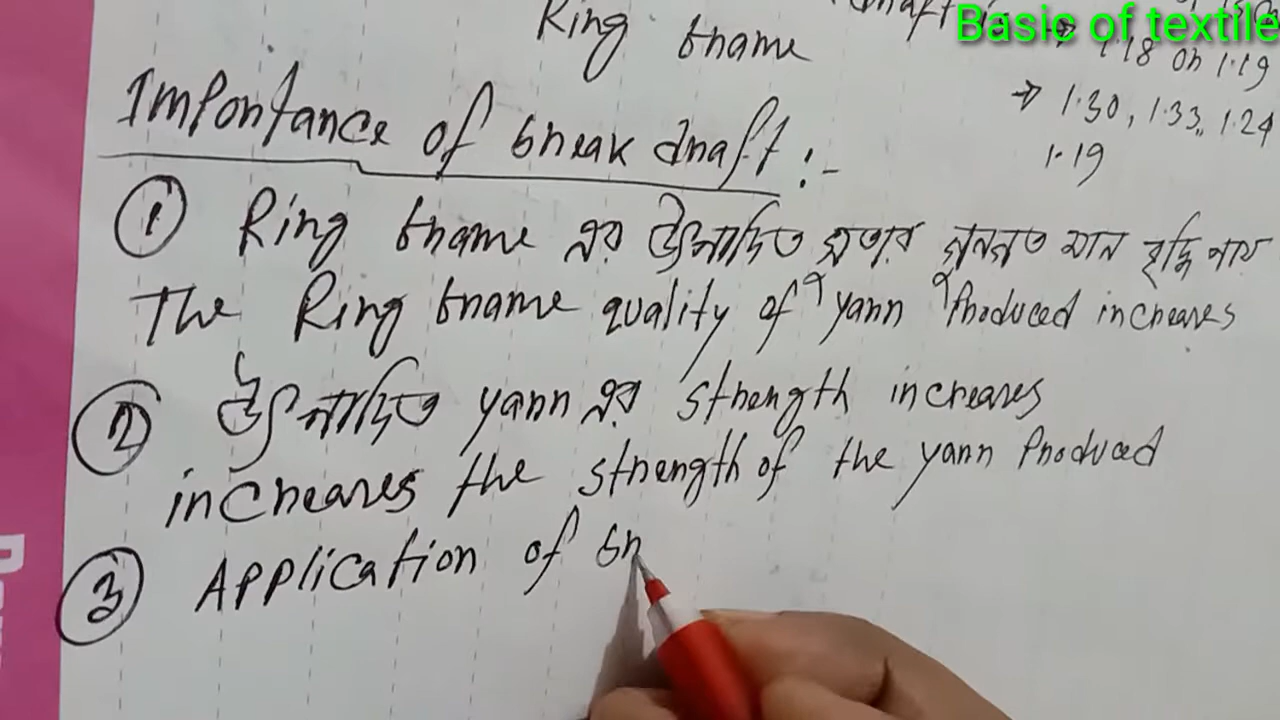 Basic of textile
Ring frame
→ 1.18 or 1.19
→ 1.30, 1.33, 1.24
1.19
Importance of break draft :-
① Ring frame এর উৎপাদিত সুতার গুনগত মান বৃদ্ধি পায়
The Ring frame quality of yarn Produced increases
② উৎপাদিত yarn এর strength increases
increases the strength of the yarn Produced
③ Application of br